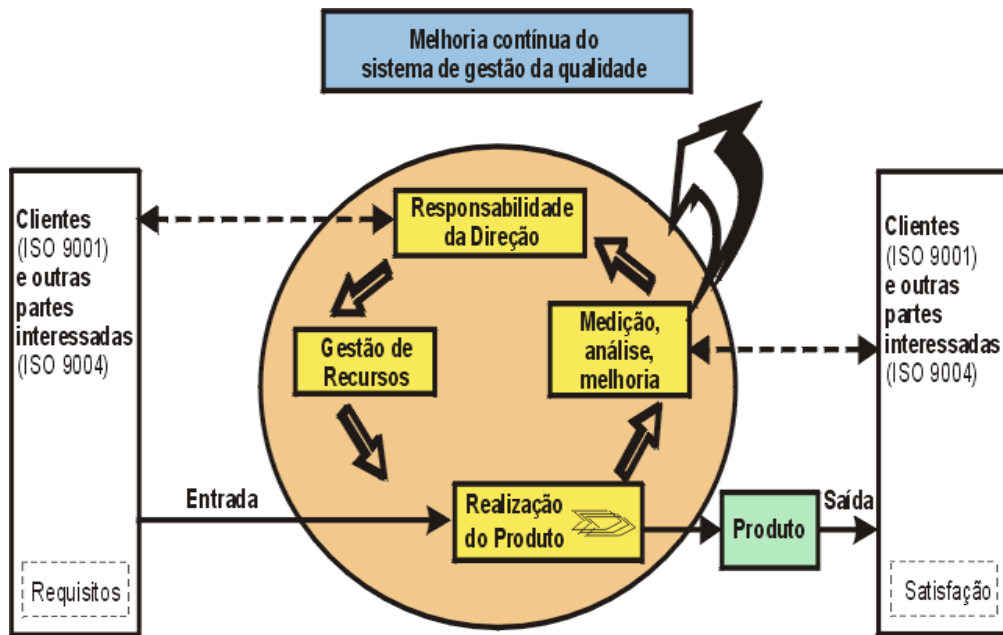 Melhoria contínua do
sistema de gestão da qualidade
Clientes
(ISO 9001)
e outras
partes
interessadas
(ISO 9004)
Requisitos
Responsabilidade
da Direção
Gestão de
Recursos
Medição,
análise,
melhoria
Entrada
Realização
do Produto
Produto
Saída
Clientes
(ISO 9001)
e outras
partes
interessadas
(ISO 9004)
Satisfação